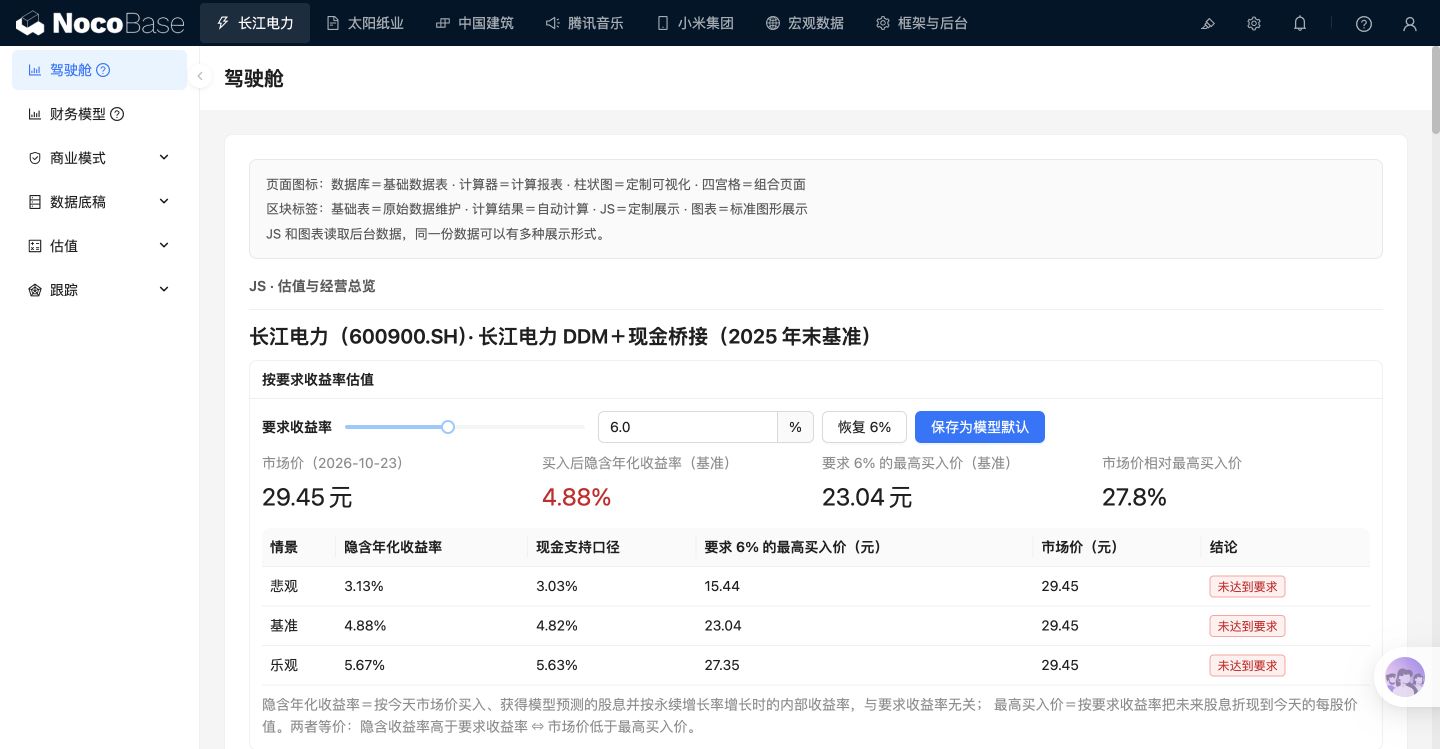 NocoBase
长江电力
太阳纸业
中国建筑
腾讯音乐
小米集团
宏观数据
框架与后台
驾驶舱
财务模型
商业模式
数据底稿
估值
跟踪
驾驶舱
页面图标：数据库＝基础数据表 · 计算器＝计算报表 · 柱状图＝定制可视化 · 四宫格＝组合页面
区块标签：基础表＝原始数据维护 · 计算结果＝自动计算 · JS＝定制展示 · 图表＝标准图形展示
JS 和图表读取后台数据，同一份数据可以有多种展示形式。
JS · 估值与经营总览
长江电力（600900.SH）· 长江电力 DDM＋现金桥接（2025 年末基准）
按要求收益率估值
要求收益率 6.0 % 恢复 6% 保存为模型默认
市场价（2026-10-23） 买入后隐含年化收益率（基准） 要求 6% 的最高买入价（基准） 市场价相对最高买入价
29.45 元 4.88% 23.04 元 27.8%
情景 隐含年化收益率 现金支持口径 要求 6% 的最高买入价（元） 市场价（元） 结论
悲观 3.13% 3.03% 15.44 29.45 未达到要求
基准 4.88% 4.82% 23.04 29.45 未达到要求
乐观 5.67% 5.63% 27.35 29.45 未达到要求
隐含年化收益率＝按今天市场价买入、获得模型预测的股息并按永续增长率增长时的内部收益率，与要求收益率无关； 最高买入价＝按要求收益率把未来股息折现到今天的每股价
值。两者等价：隐含收益率高于要求收益率 ⇔ 市场价低于最高买入价。